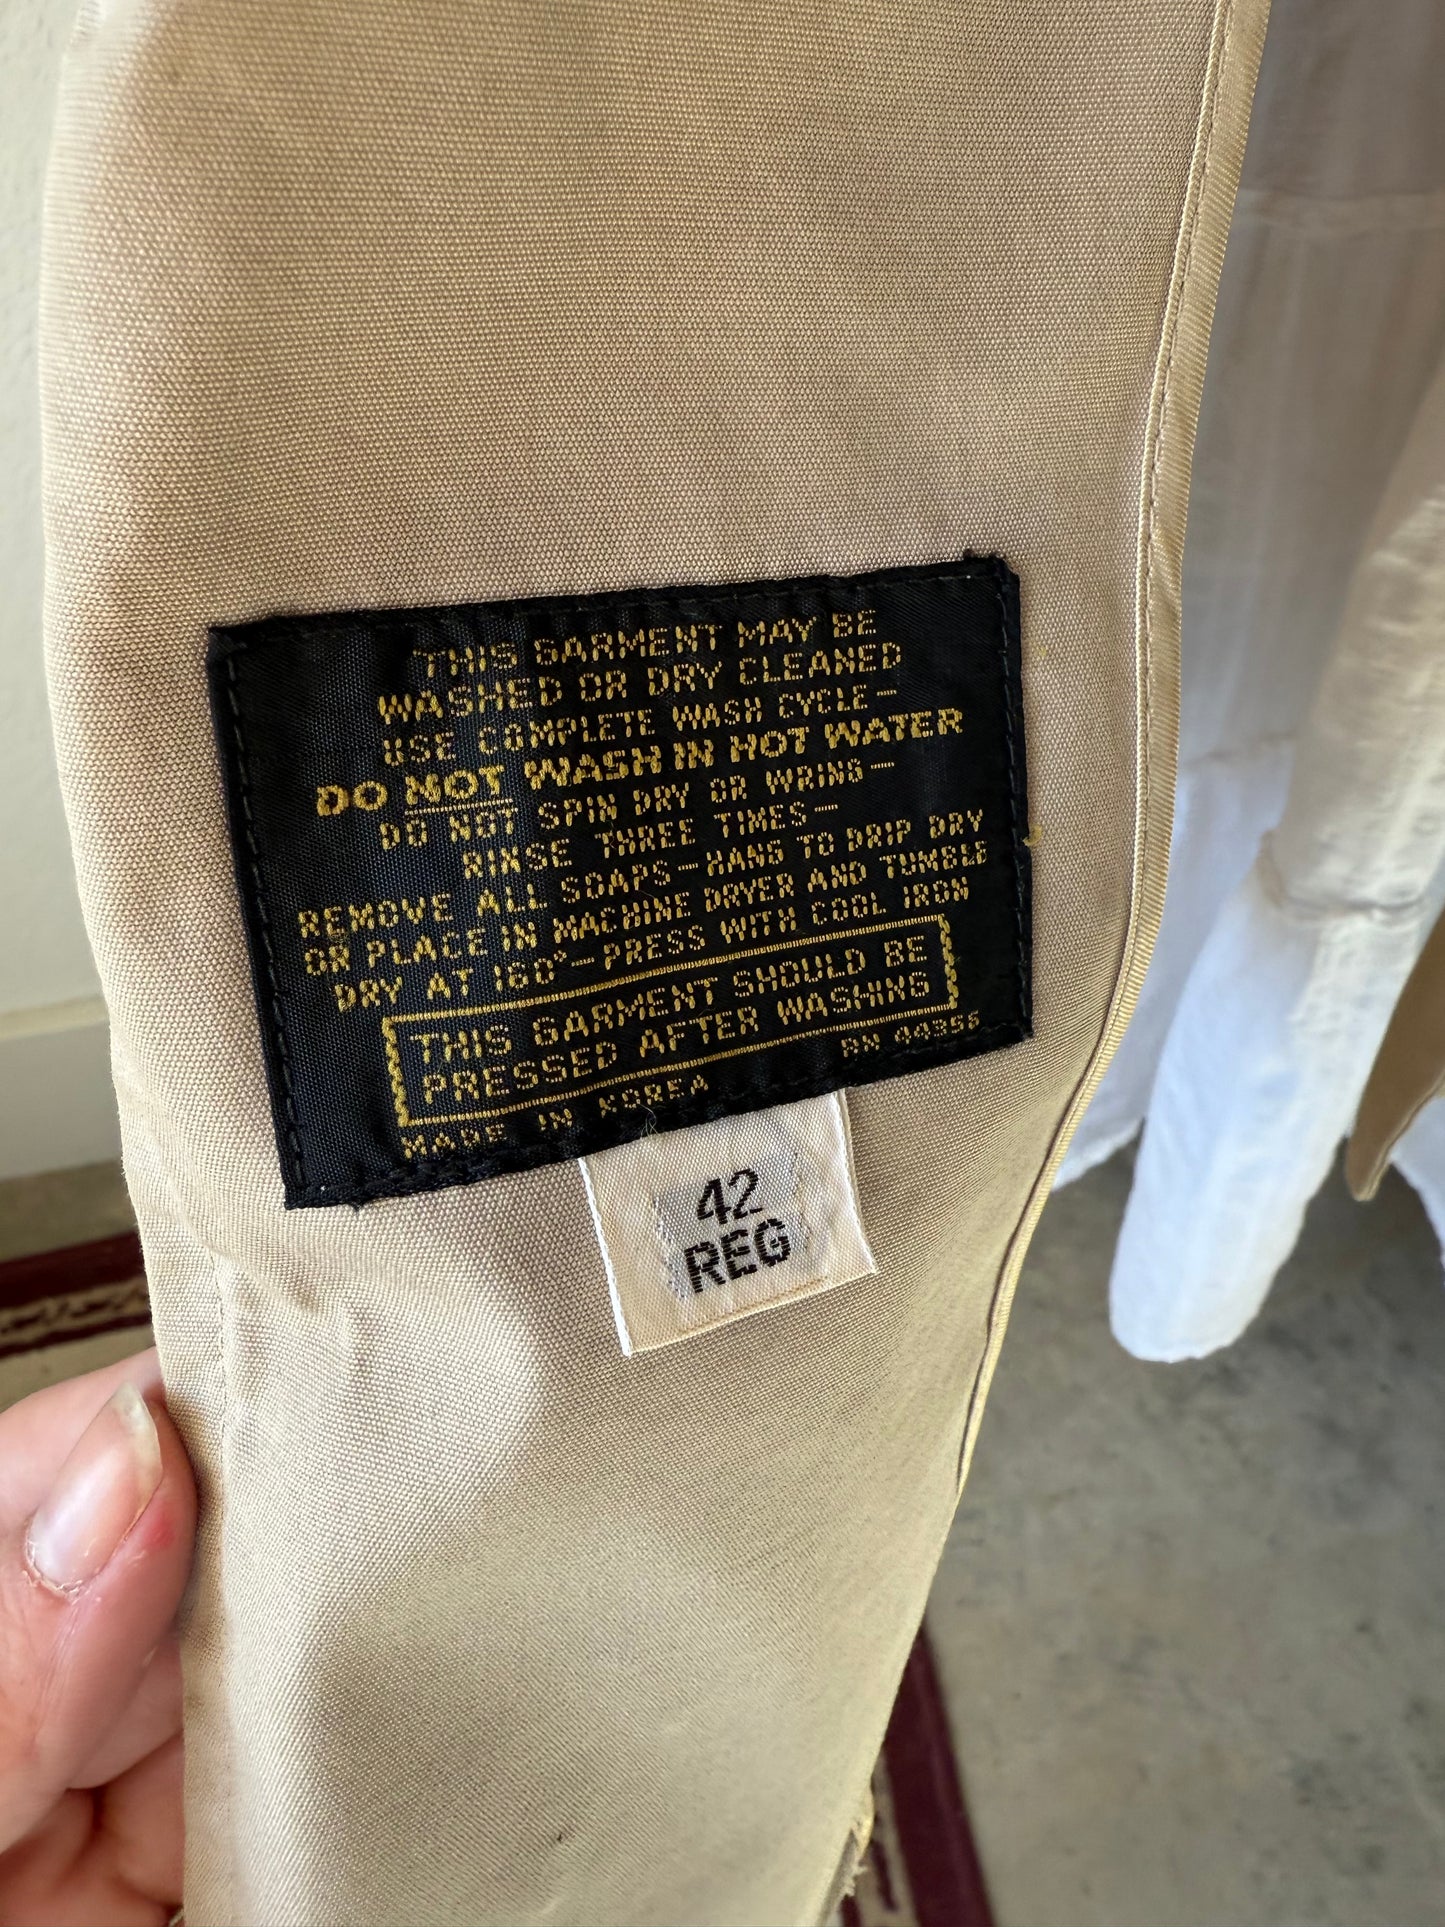 THIS GARMENT MAY BE
WASHED OR DRY CLEANED
USE COMPLETE WASH CYCLE—
DO NOT WASH IN HOT WATER
DO NOT SPIN DRY OR WRING—
RINSE THREE TIMES—
REMOVE ALL SOAPS—HANG TO DRIP DRY
OR PLACE IN MACHINE DRYER AND TUMBLE
DRY AT 160°—PRESS WITH COOL IRON
THIS GARMENT SHOULD BE
PRESSED AFTER WASHING
MADE IN KOREA RN 44355
42
REG